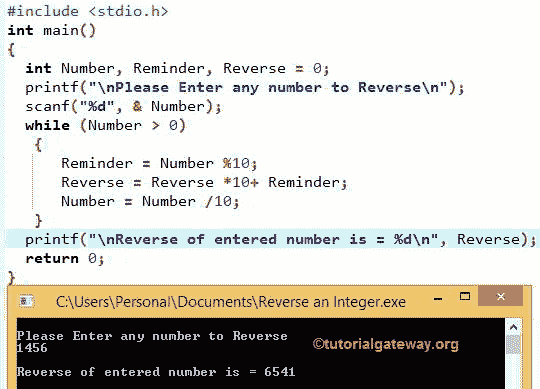 #include <stdio.h>
int main()
{
int Number, Reminder, Reverse = 0;
printf("\nPlease Enter any number to Reverse\n");
scanf("%d", & Number);
while (Number > 0)
{
Reminder = Number %10;
Reverse = Reverse *10+ Reminder;
Number = Number /10;
}
printf("\nReverse of entered number is = %d\n", Reverse);
return 0;
}
C:\Users\Personal\Documents\Reverse an Integer.exe
Please Enter any number to Reverse
1456
©tutorialgateway.org
Reverse of entered number is = 6541